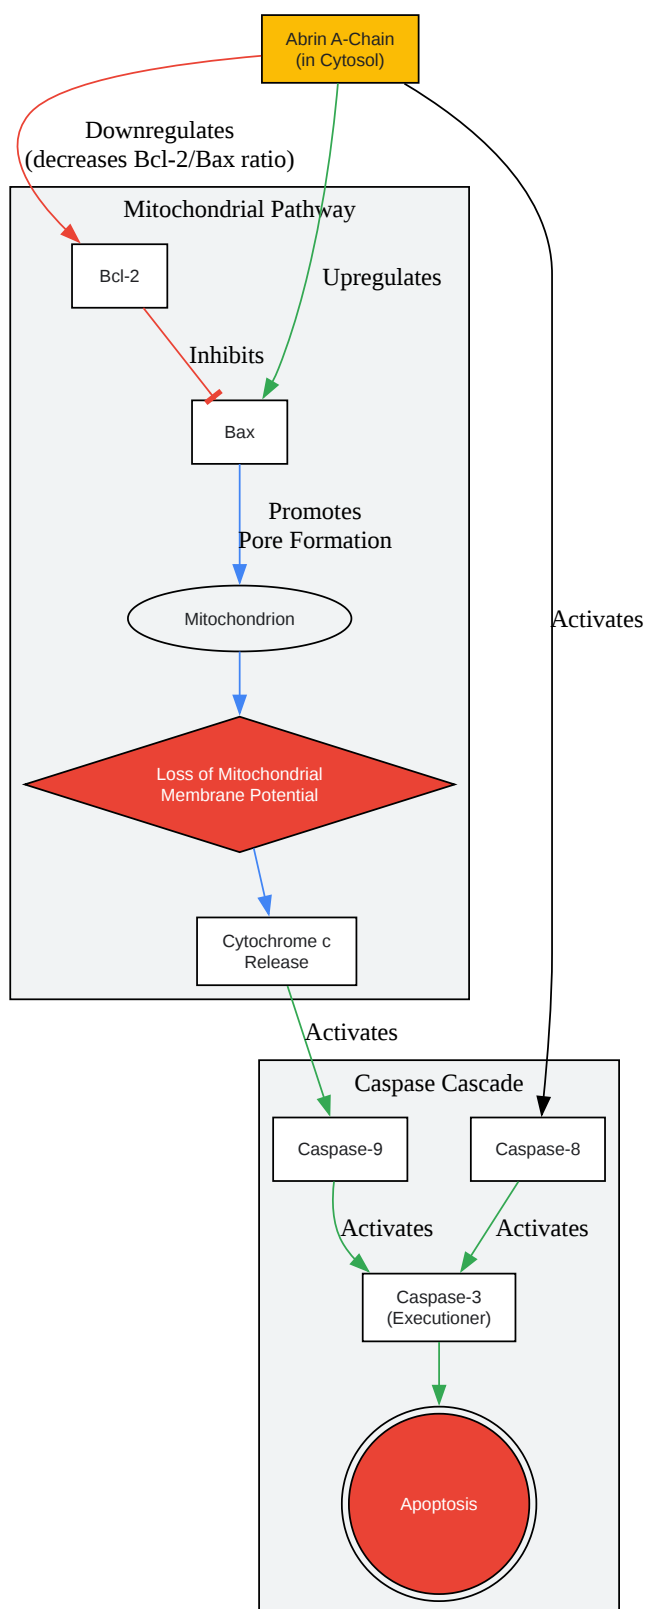 Abrin A-Chain
(in Cytosol)
Downregulates
(decreases Bcl-2/Bax ratio)
Mitochondrial Pathway
Bcl-2
Upregulates
Inhibits
Bax
Promotes
Pore Formation
Mitochondrion
Activates
Loss of Mitochondrial
Membrane Potential
Cytochrome c
Release
Activates
Caspase Cascade
Caspase-9
Caspase-8
Activates
Activates
Caspase-3
(Executioner)
Apoptosis